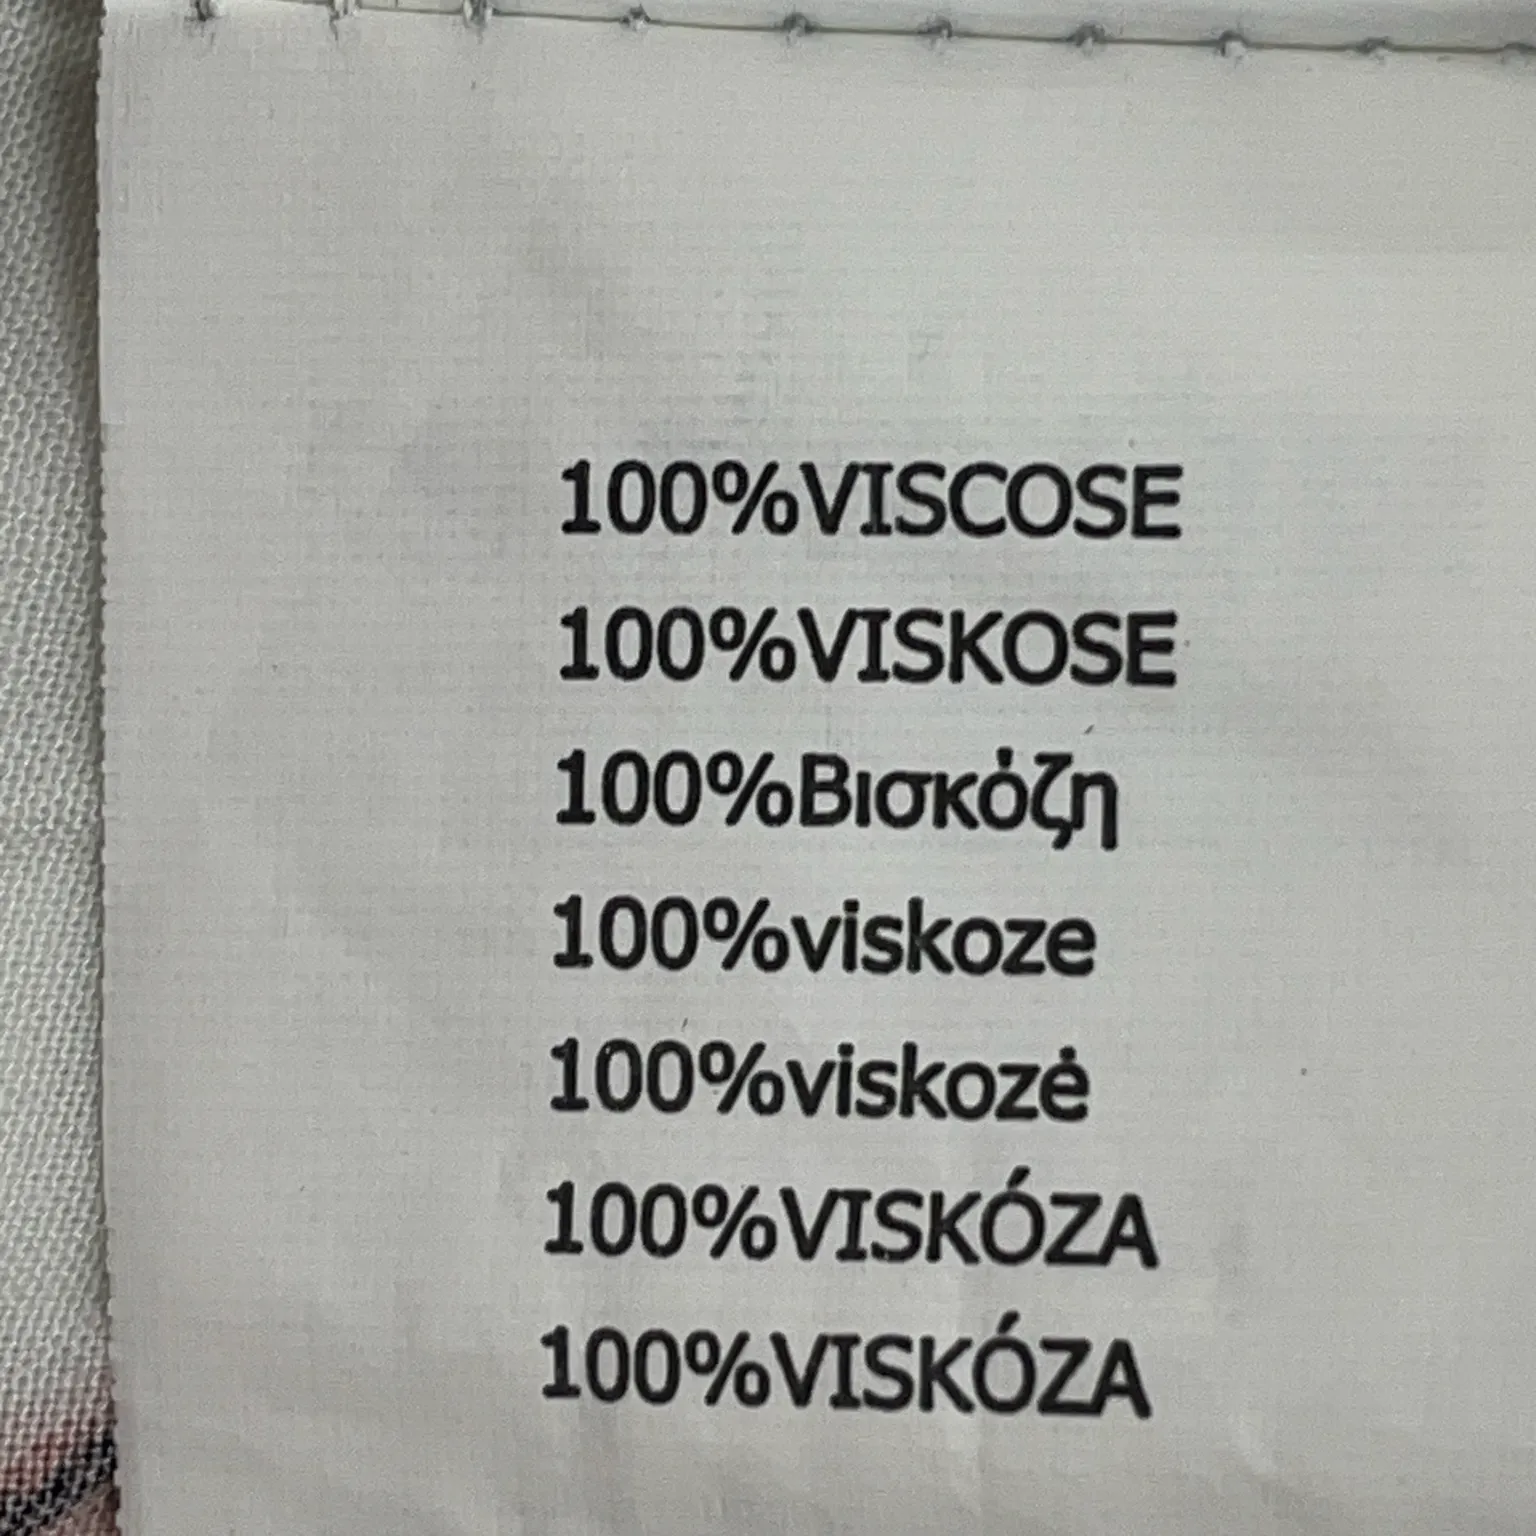 100%VISCOSE
100%VISKOSE
100%Βισκόζη
100%viskoze
100%viskozė
100%VISKÓZA
100%VISKÓZA